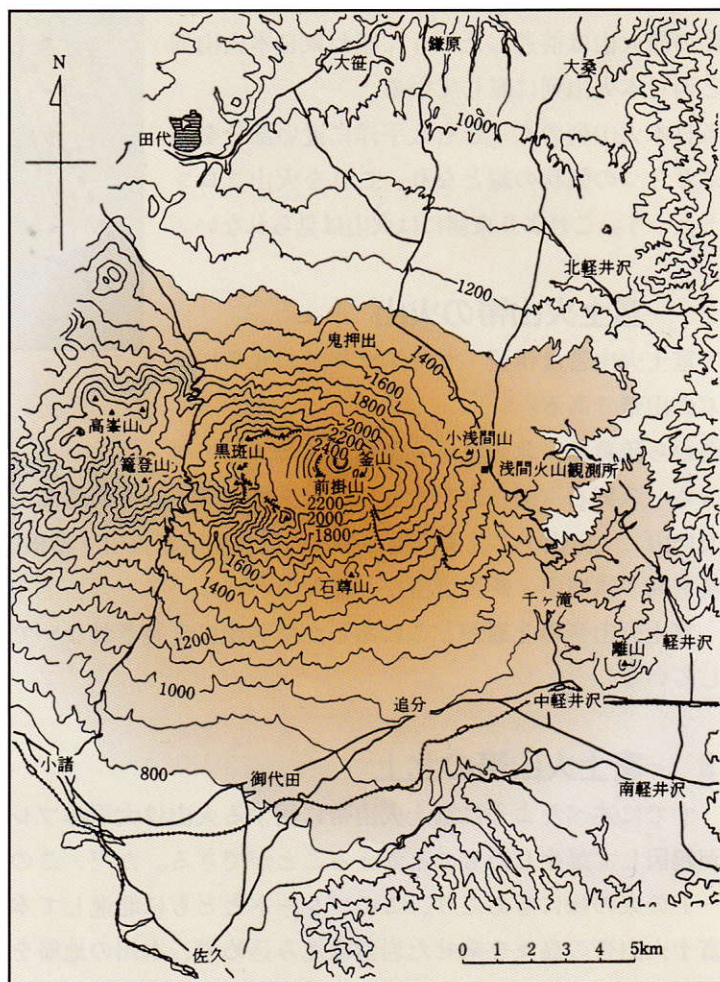 鎌原
大笹
大桑
N
1000
田代
北軽井沢
1200
鬼押出
1400
1600
1800
2000
2200
2400
高峯山
黒斑山
釜山
小浅間山
篭登山
前掛山
浅間火山観測所
2200
2000
1800
石尊山
1600
1400
千ヶ滝
1200
離山
軽井沢
1000
追分
中軽井沢
小諸
800
御代田
南軽井沢
佐久
0 1 2 3 4 5km